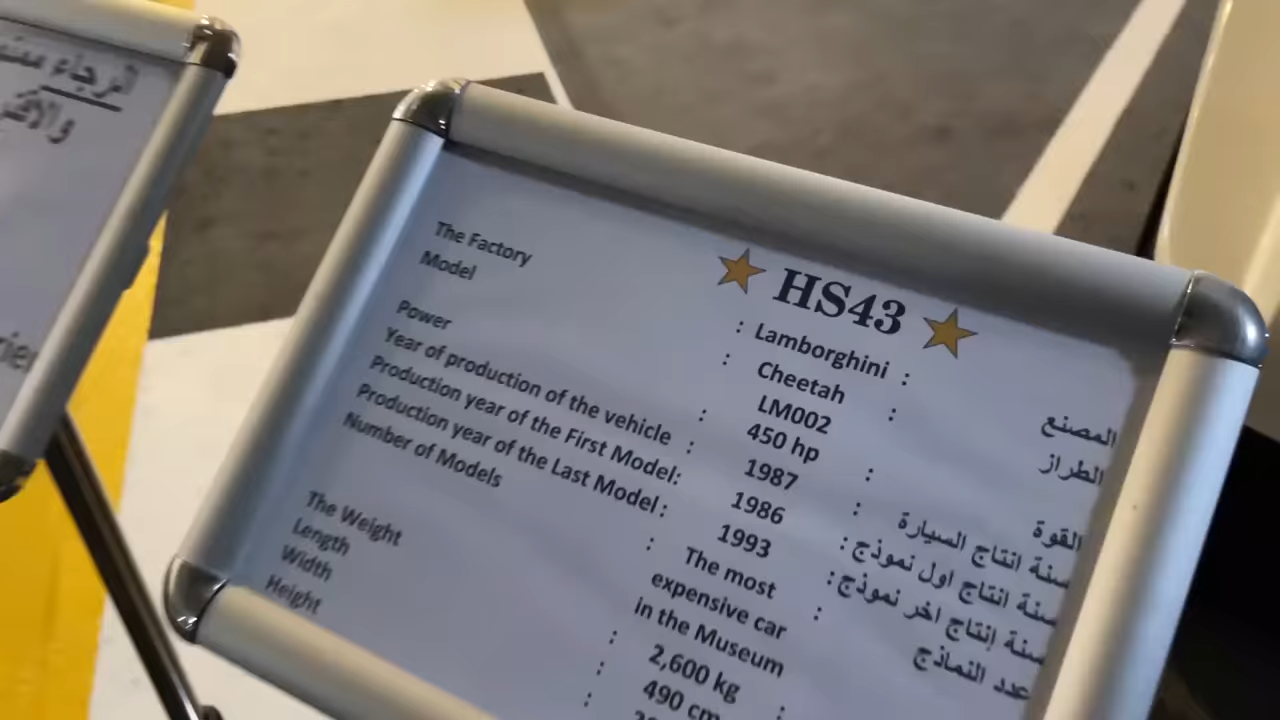 الرجاء
HS43
The Factory : Lamborghini : المصنع
Model : Cheetah : الطراز
LM002
Power : 450 hp : القوة
Year of production of the vehicle : 1987 : سنة انتاج السيارة
Production year of the First Model: 1986 : سنة انتاج اول نموذج
Production year of the Last Model : 1993 : سنة إنتاج اخر نموذج
Number of Models : The most : عدد النماذج
expensive car
in the Museum
The Weight : 2,600 kg :
Length : 490 cm
Width :
Height